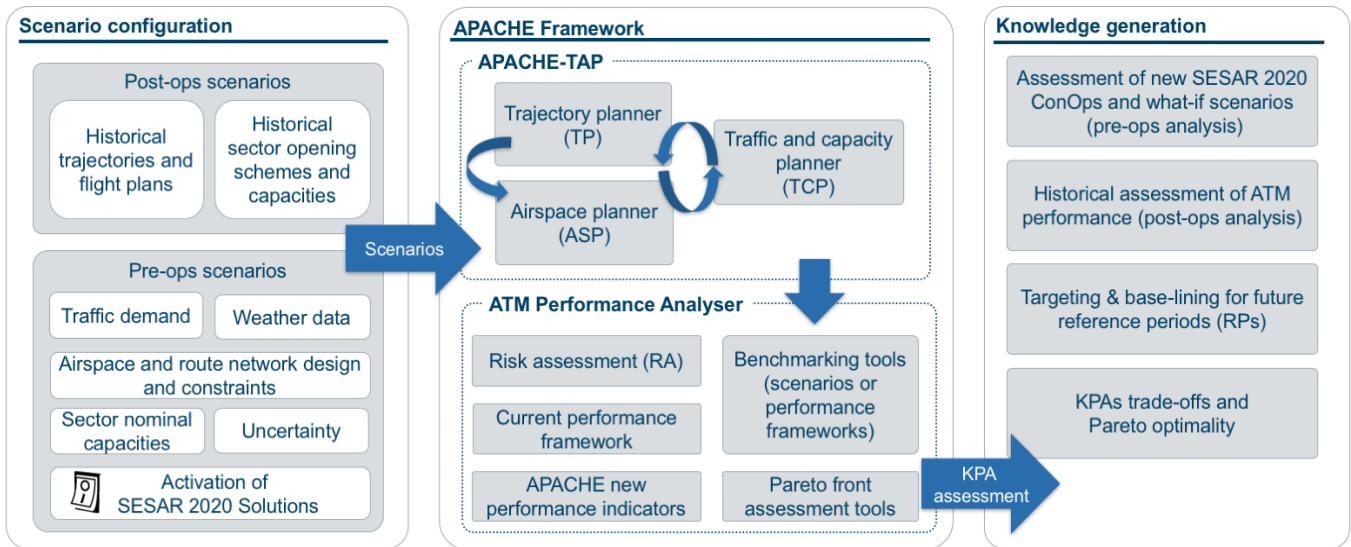 Scenario configuration
Post-ops scenarios
Historical
trajectories and
flight plans
Historical
sector opening
schemes and
capacities
Pre-ops scenarios
Traffic demand
Weather data
Airspace and route network design
and constraints
Sector nominal
capacities
Uncertainty
Activation of
SESAR 2020 Solutions
Scenarios
APACHE Framework
APACHE-TAP
Trajectory planner
(TP)
Traffic and capacity
planner
(TCP)
Airspace planner
(ASP)
ATM Performance Analyser
Risk assessment (RA)
Current performance
framework
APACHE new
performance indicators
Benchmarking tools
(scenarios or
performance
frameworks)
Pareto front
assessment tools
KPA
assessment
Knowledge generation
Assessment of new SESAR 2020
ConOps and what-if scenarios
(pre-ops analysis)
Historical assessment of ATM
performance (post-ops analysis)
Targeting & base-lining for future
reference periods (RPs)
KPAs trade-offs and
Pareto optimality